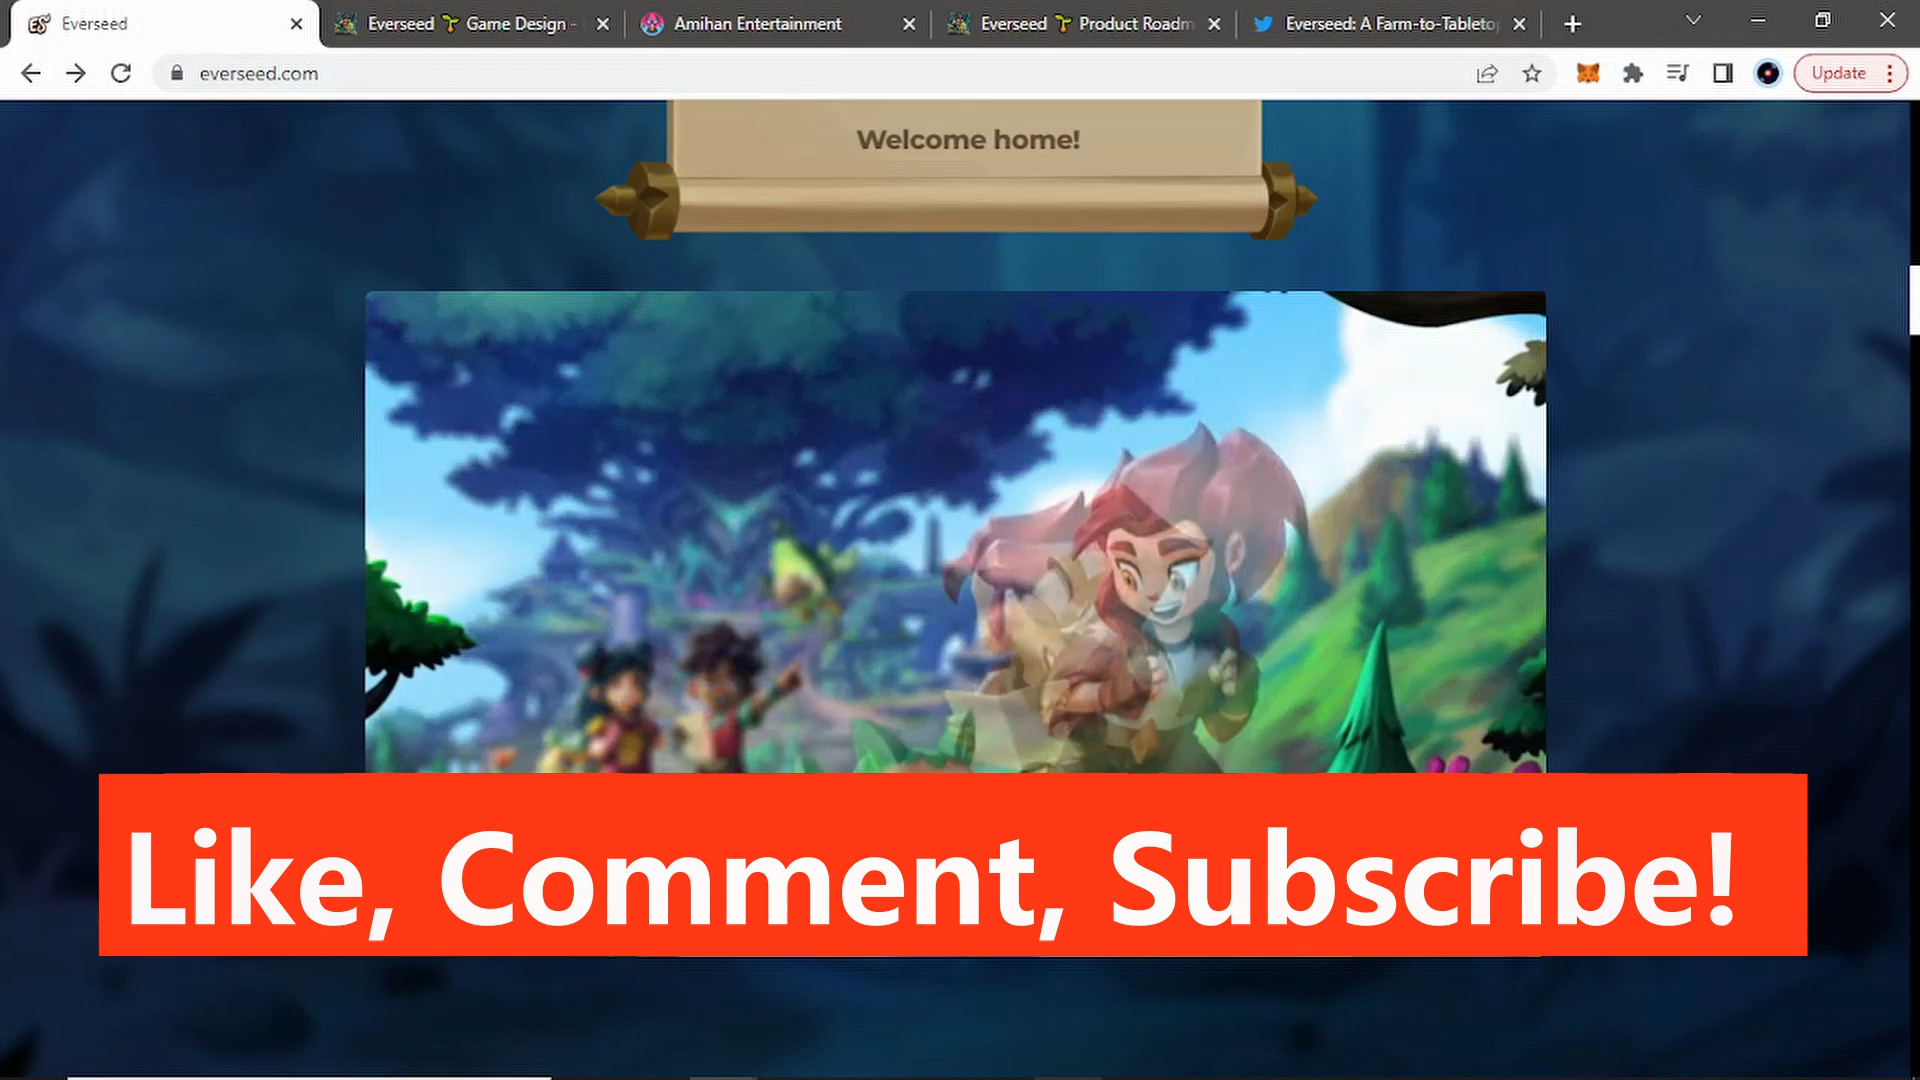 Everseed
Everseed 🌱 Game Design -
Amihan Entertainment
Everseed 🌱 Product Roadm
Everseed: A Farm-to-Tableto
everseed.com
Update
Welcome home!
Like, Comment, Subscribe!